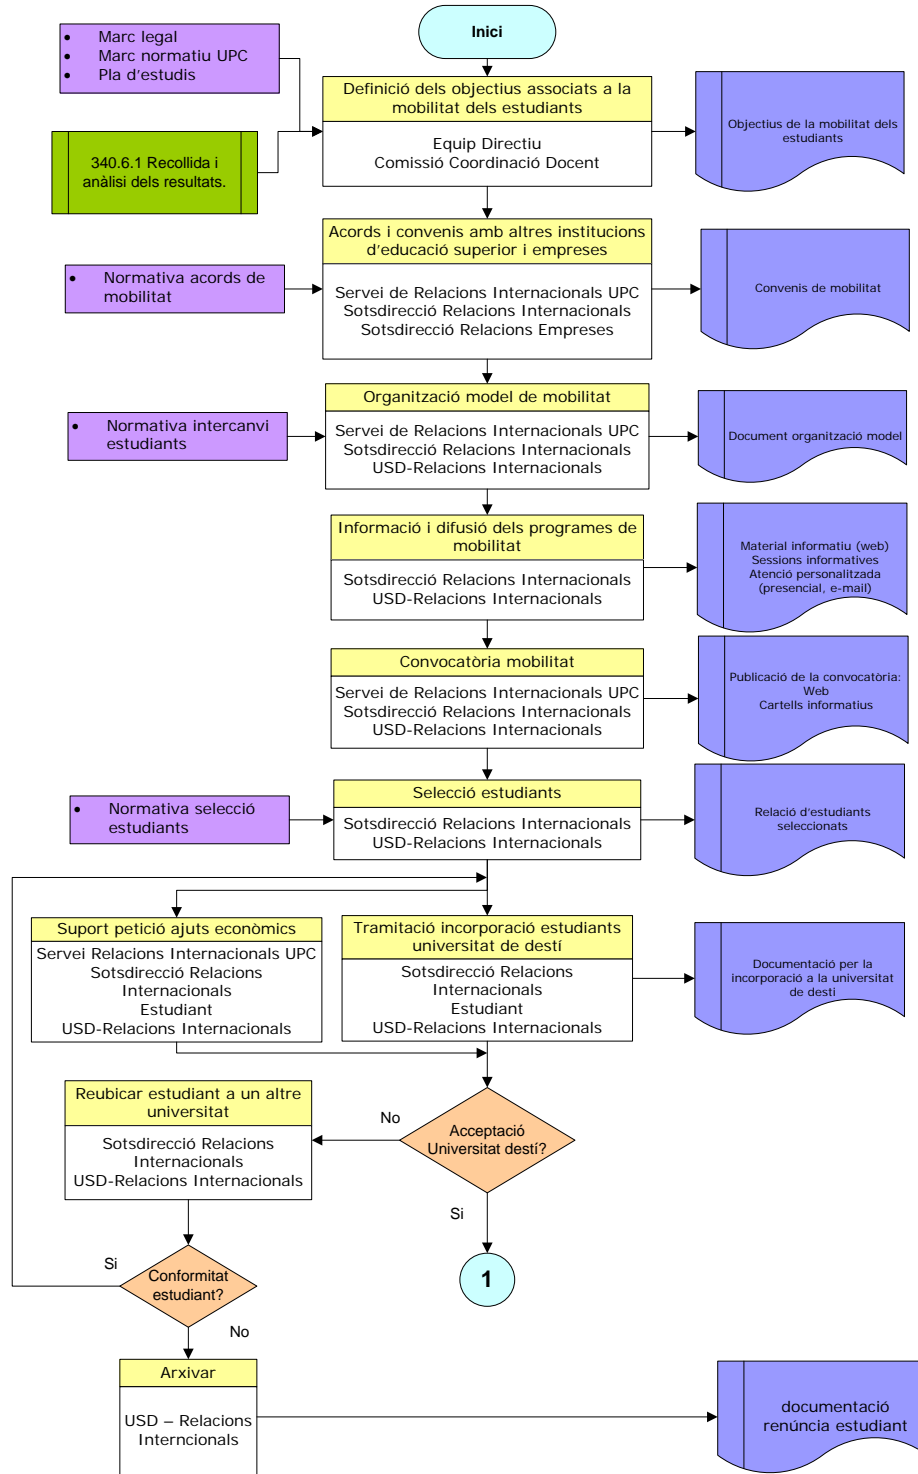 Inici
• Marc legal
• Marc normatiu UPC
• Pla d'estudis
Definició dels objectius associats a la
mobilitat dels estudiants
Equip Directiu
Comissió Coordinació Docent
Objectius de la mobilitat dels
estudiants
340.6.1 Recollida i
anàlisi dels resultats.
Acords i convenis amb altres institucions
d'educació superior i empreses
Servei de Relacions Internacionals UPC
Sotsdirecció Relacions Internacionals
Sotsdirecció Relacions Empreses
• Normativa acords de
mobilitat
Convenis de mobilitat
Organització model de mobilitat
Servei de Relacions Internacionals UPC
Sotsdirecció Relacions Internacionals
USD-Relacions Internacionals
• Normativa intercanvi
estudiants
Document organització model
Informació i difusió dels programes de
mobilitat
Sotsdirecció Relacions Internacionals
USD-Relacions Internacionals
Material informatiu (web)
Sessions informatives
Atenció personalitzada
(presencial, e-mail)
Convocatòria mobilitat
Servei de Relacions Internacionals UPC
Sotsdirecció Relacions Internacionals
USD-Relacions Internacionals
Publicació de la convocatòria:
Web
Cartells informatius
Selecció estudiants
Sotsdirecció Relacions Internacionals
USD-Relacions Internacionals
• Normativa selecció
estudiants
Relació d'estudiants
seleccionats
Suport petició ajuts econòmics
Servei Relacions Internacionals UPC
Sotsdirecció Relacions
Internacionals
Estudiant
USD-Relacions Internacionals
Tramitació incorporació estudiants
universitat de destí
Sotsdirecció Relacions
Internacionals
Estudiant
USD-Relacions Internacionals
Documentació per la
incorporació a la universitat
de desti
Reubicar estudiant a un altre
universitat
Sotsdirecció Relacions
Internacionals
USD-Relacions Internacionals
No
Acceptació
Universitat destí?
Si
1
Si
Conformitat
estudiant?
No
Arxivar
USD – Relacions
Interncionals
documentació
renúncia estudiant